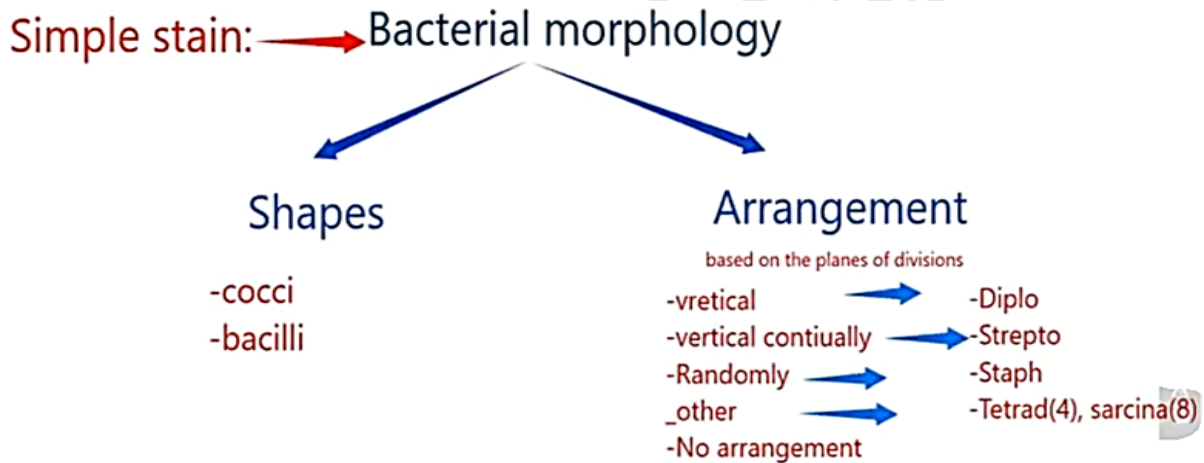 Simple stain: Bacterial morphology
Shapes
-cocci
-bacilli
Arrangement
based on the planes of divisions
-vretical -Diplo
-vertical contiually -Strepto
-Randomly -Staph
_other -Tetrad(4), sarcina(8)
-No arrangement